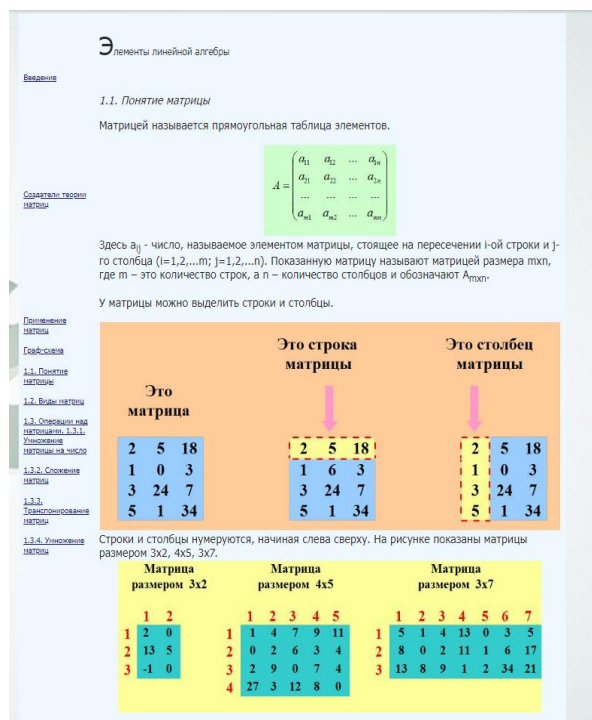 Элементы линейной алгебры
Введение
1.1. Понятие матрицы
Матрицей называется прямоугольная таблица элементов.
A = ( a11 a12 ... a1n
a21 a22 ... a2n
... ... ... ...
am1 am2 ... amn )
Создатели теории
матриц
Здесь aij - число, называемое элементом матрицы, стоящее на пересечении i-ой строки и j-
го столбца (i=1,2,...m; j=1,2,...n). Показанную матрицу называют матрицей размера mxn,
где m – это количество строк, а n – количество столбцов и обозначают Amxn.
У матрицы можно выделить строки и столбцы.
Применение
матриц
Граф-схема
1.1. Понятие
матрицы
1.2. Виды матриц
1.3. Операции над
матрицами. 1.3.1.
Умножение
матрицы на число
1.3.2. Сложение
матриц
1.3.3.
Транспонирование
матриц
1.3.4. Умножение
матриц
Это
матрица
2 5 18
1 0 3
3 24 7
5 1 34
Это строка
матрицы
2 5 18
1 6 3
3 24 7
5 1 34
Это столбец
матрицы
2 5 18
1 0 3
3 24 7
5 1 34
Строки и столбцы нумеруются, начиная слева сверху. На рисунке показаны матрицы
размером 3x2, 4x5, 3x7.
Матрица
размером 3x2
1 2
1 2 0
2 13 5
3 -1 0
Матрица
размером 4x5
1 2 3 4 5
1 1 4 7 9 11
2 0 2 6 3 4
3 2 9 0 7 4
4 27 3 12 8 0
Матрица
размером 3x7
1 2 3 4 5 6 7
1 5 1 4 13 0 3 5
2 8 0 2 11 1 6 17
3 13 8 9 1 2 34 21